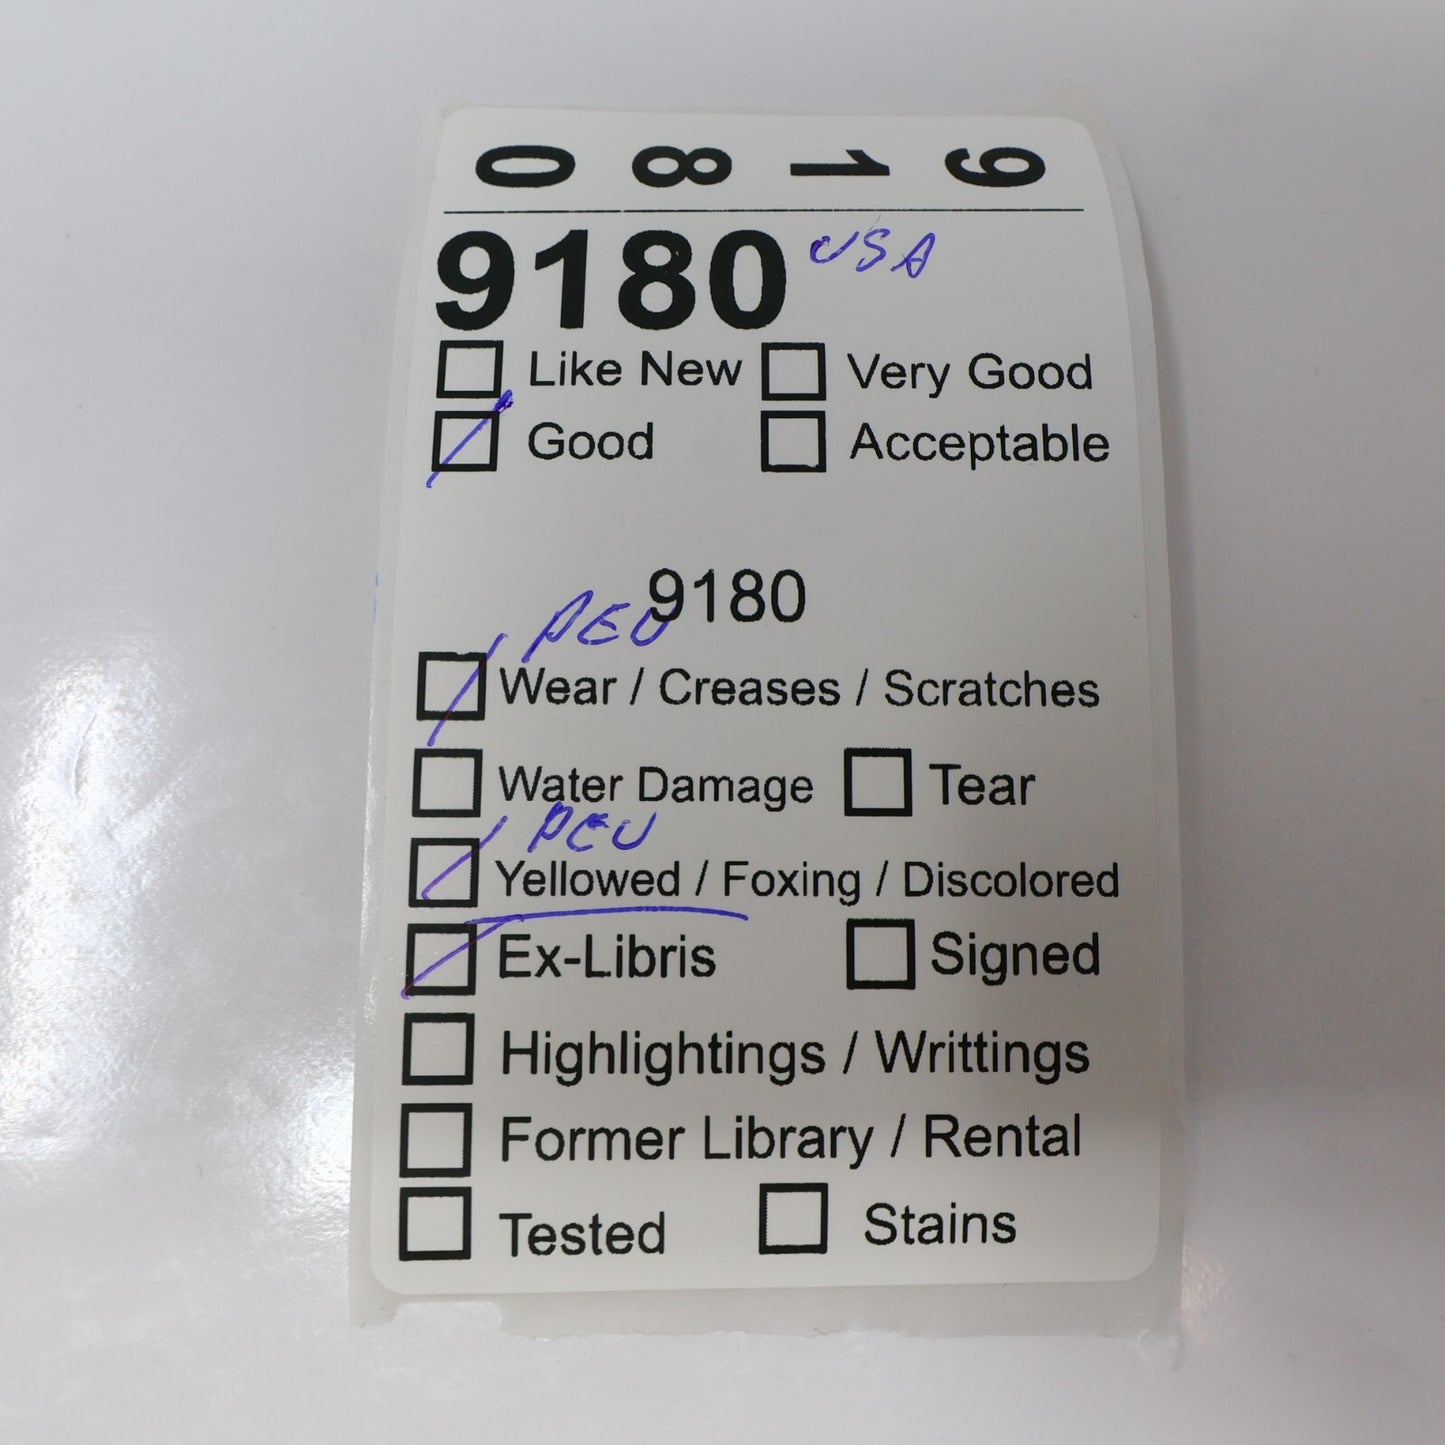 9180
9180 USA
Like New Very Good
Good Acceptable
9180
PEU
Wear / Creases / Scratches
Water Damage Tear
PEU
Yellowed / Foxing / Discolored
Ex-Libris Signed
Highlightings / Writtings
Former Library / Rental
Tested Stains